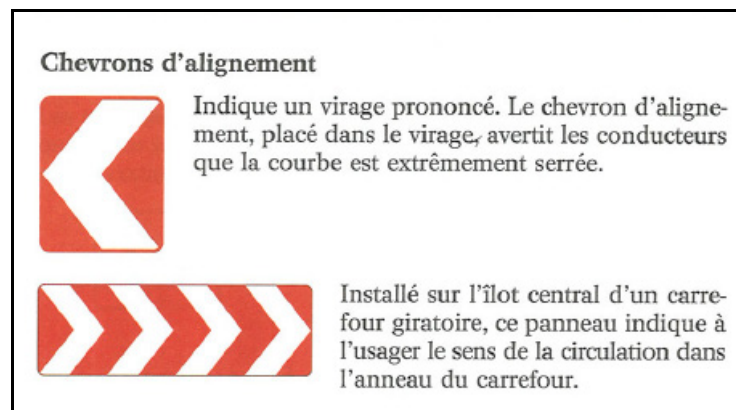 Chevrons d’alignement
Indique un virage prononcé. Le chevron d’aligne-
ment, placé dans le virage, avertit les conducteurs
que la courbe est extrêmement serrée.
Installé sur l’îlot central d’un carre-
four giratoire, ce panneau indique à
l’usager le sens de la circulation dans
l’anneau du carrefour.